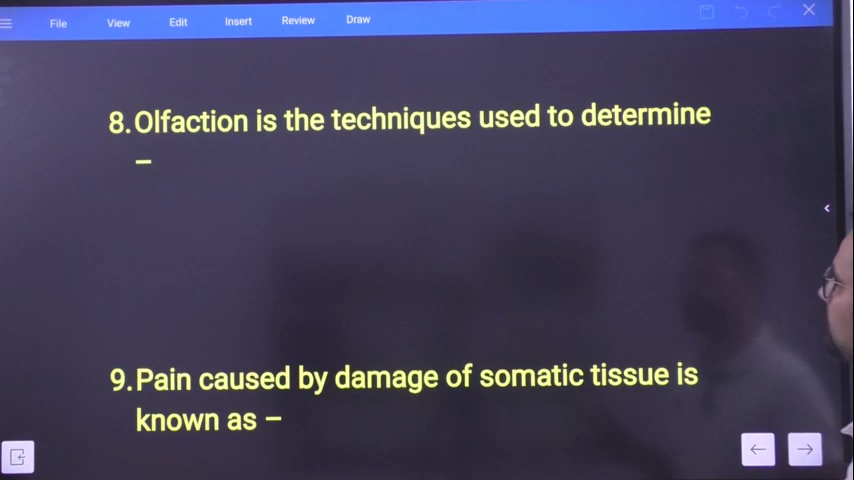 File View Edit Insert Review Draw
8. Olfaction is the techniques used to determine
–
9. Pain caused by damage of somatic tissue is
known as –